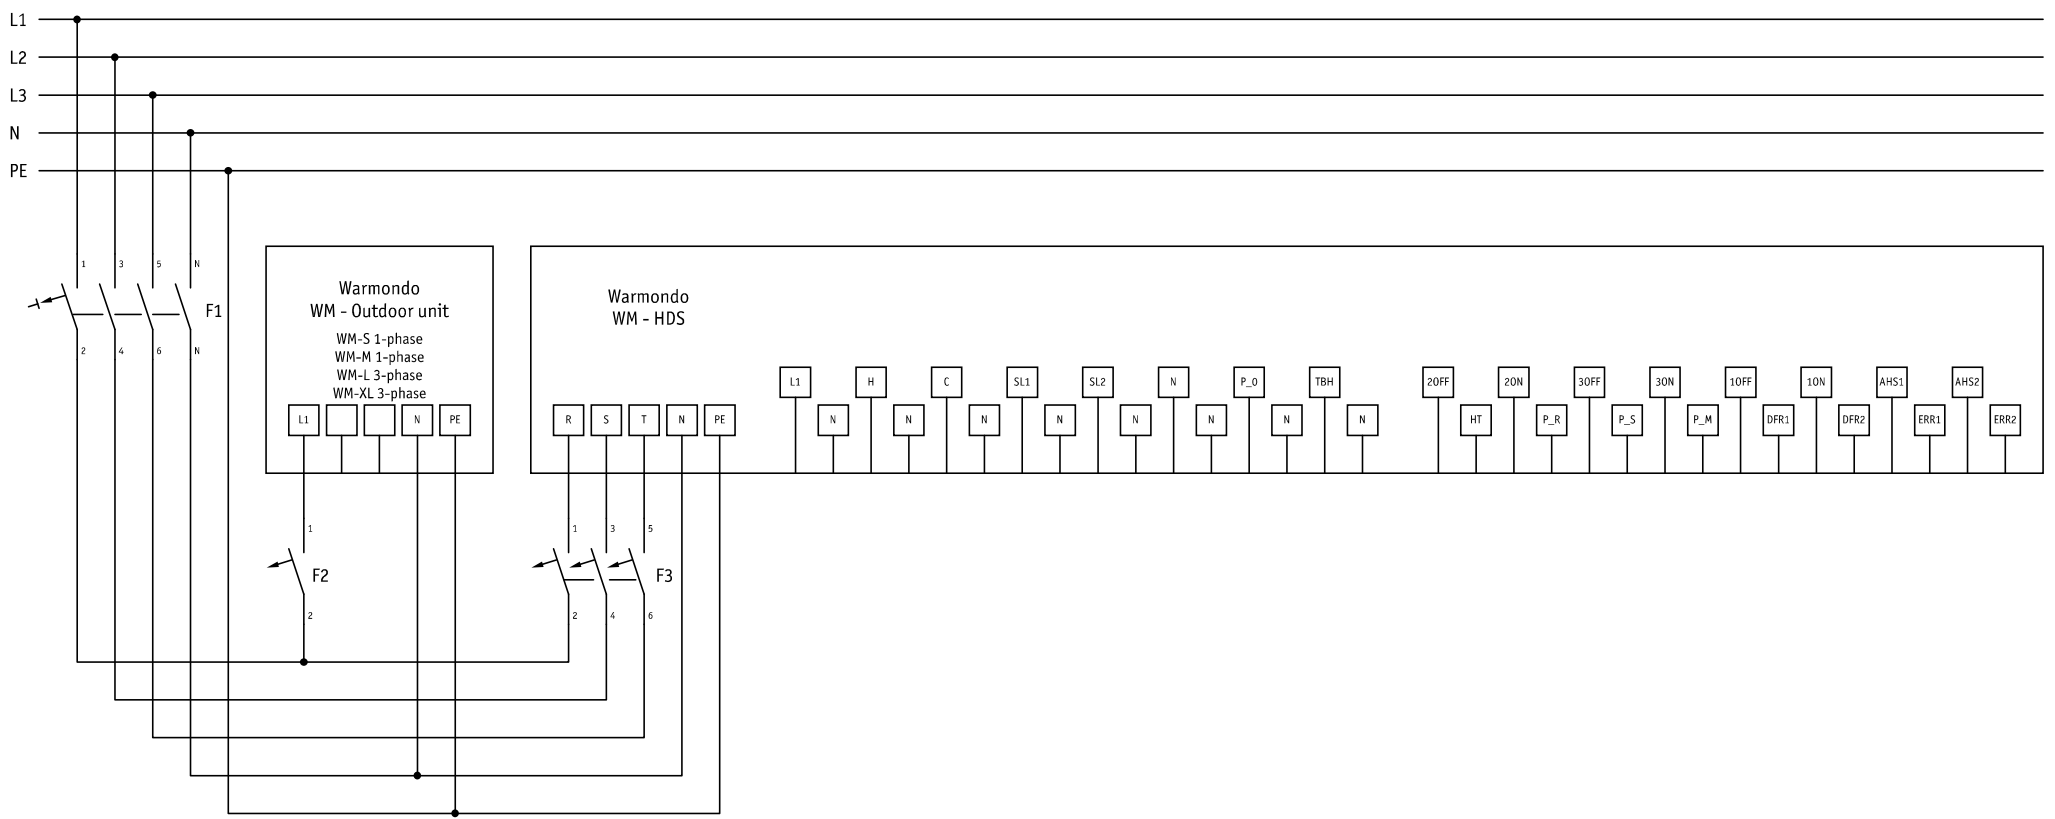 L1
L2
L3
N
PE
1 3 5 N
F1
2 4 6 N
Warmondo
WM - Outdoor unit
WM-S 1-phase
WM-M 1-phase
WM-L 3-phase
WM-XL 3-phase
L1 N PE
Warmondo
WM - HDS
L1 H C SL1 SL2 N P_0 TBH 2OFF 2ON 3OFF 3ON 1OFF 1ON AHS1 AHS2
R S T N PE N N N N N N N N HT P_R P_S P_M DFR1 DFR2 ERR1 ERR2
1
F2
2
1 3 5
F3
2 4 6